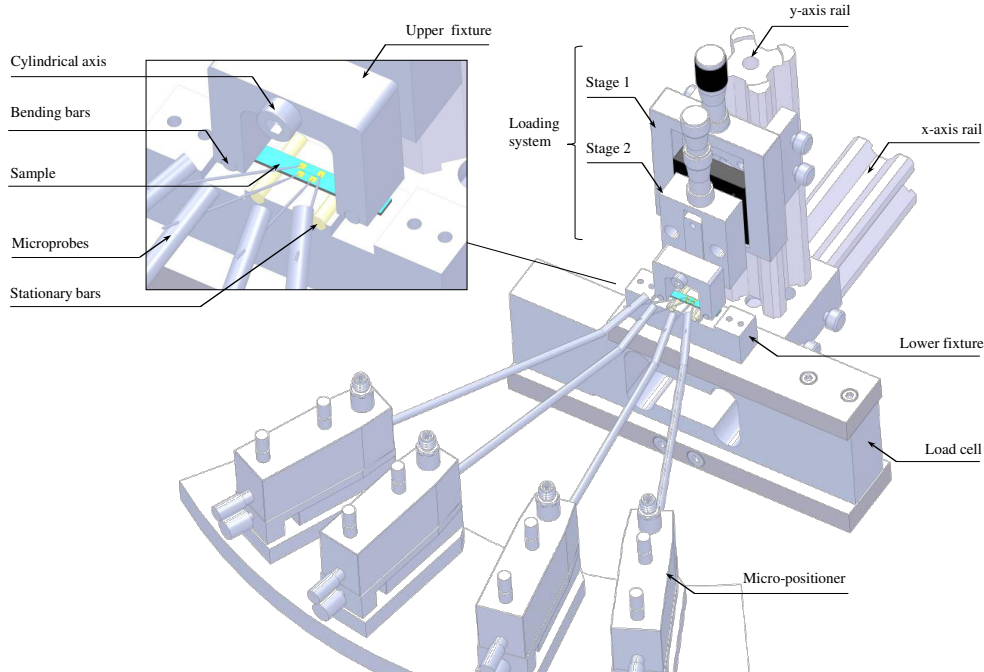 y-axis rail
Upper fixture
Cylindrical axis
Stage 1
Bending bars
Loading
system
x-axis rail
Stage 2
Sample
Microprobes
Stationary bars
Lower fixture
Load cell
Micro-positioner